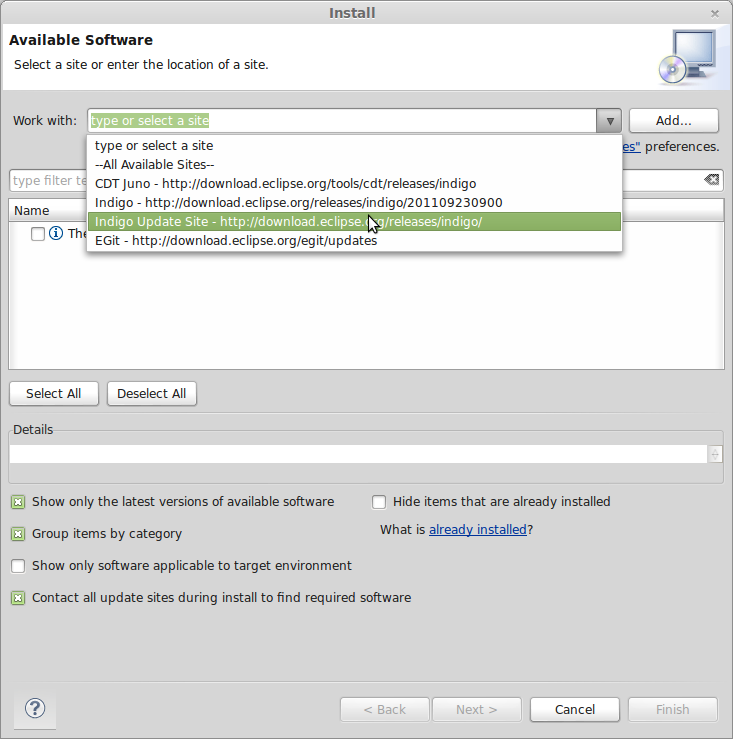 Install
Available Software
Select a site or enter the location of a site.
Work with: type or select a site Add...
type or select a site
es" preferences.
--All Available Sites--
type filter te
CDT Juno - http://download.eclipse.org/tools/cdt/releases/indigo
Indigo - http://download.eclipse.org/releases/indigo/201109230900
Name
Indigo Update Site - http://download.eclipse.org/releases/indigo/
The
EGit - http://download.eclipse.org/egit/updates
Select All Deselect All
Details
Show only the latest versions of available software Hide items that are already installed
Group items by category What is already installed?
Show only software applicable to target environment
Contact all update sites during install to find required software
? < Back Next > Cancel Finish